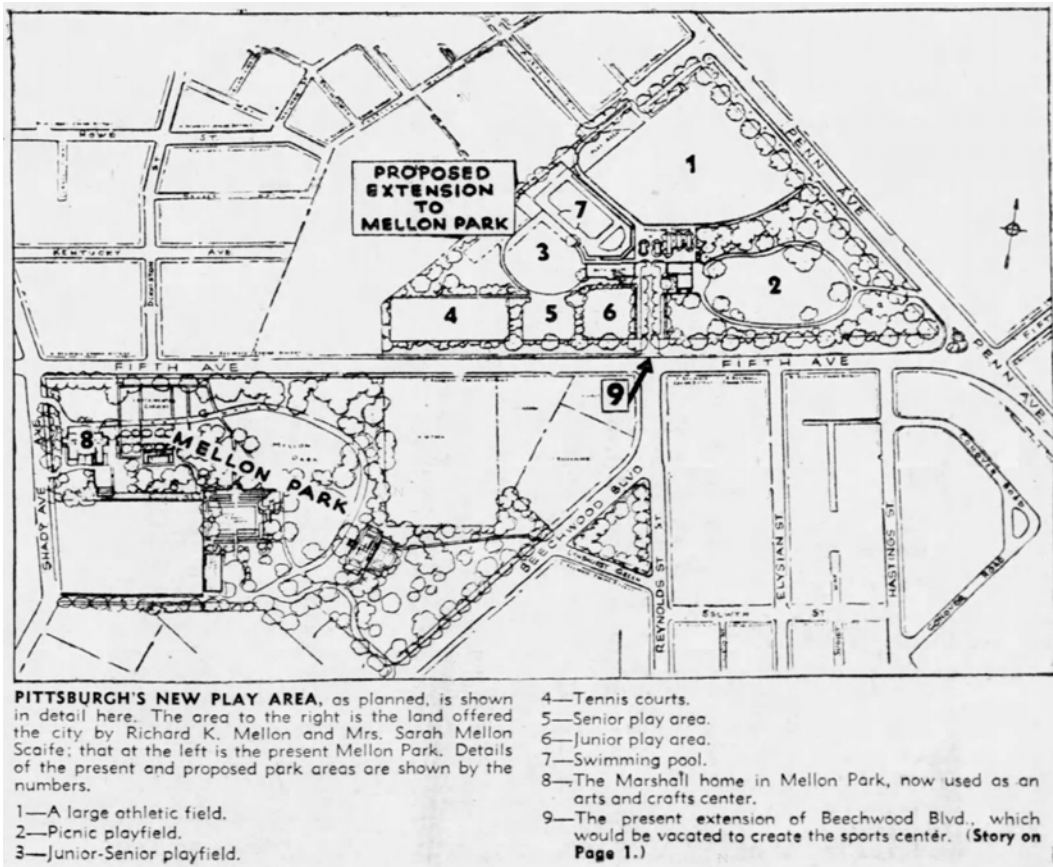 HOWE ST
PENN AVE
PROPOSED
EXTENSION
TO
MELLON PARK
1
7
3
2
4
5
6
KENTUCKY AVE
FIFTH AVE
FIFTH AVE
PENN AVE
9
8
MELLON PARK
MELLON
PARK
SHADY AVE
BEECHWOOD BLVD
REYNOLDS ST
ELYSIAN ST
HASTINGS ST
CONOVER ROAD
PITTSBURGH'S NEW PLAY AREA, as planned, is shown
in detail here. The area to the right is the land offered
the city by Richard K. Mellon and Mrs. Sarah Mellon
Scaife; that at the left is the present Mellon Park. Details
of the present and proposed park areas are shown by the
numbers.
1—A large athletic field.
2—Picnic playfield.
3—Junior-Senior playfield.
4—Tennis courts.
5—Senior play area.
6—Junior play area.
7—Swimming pool.
8—The Marshall home in Mellon Park, now used as an
arts and crafts center.
9—The present extension of Beechwood Blvd., which
would be vacated to create the sports center. (Story on
Page 1.)